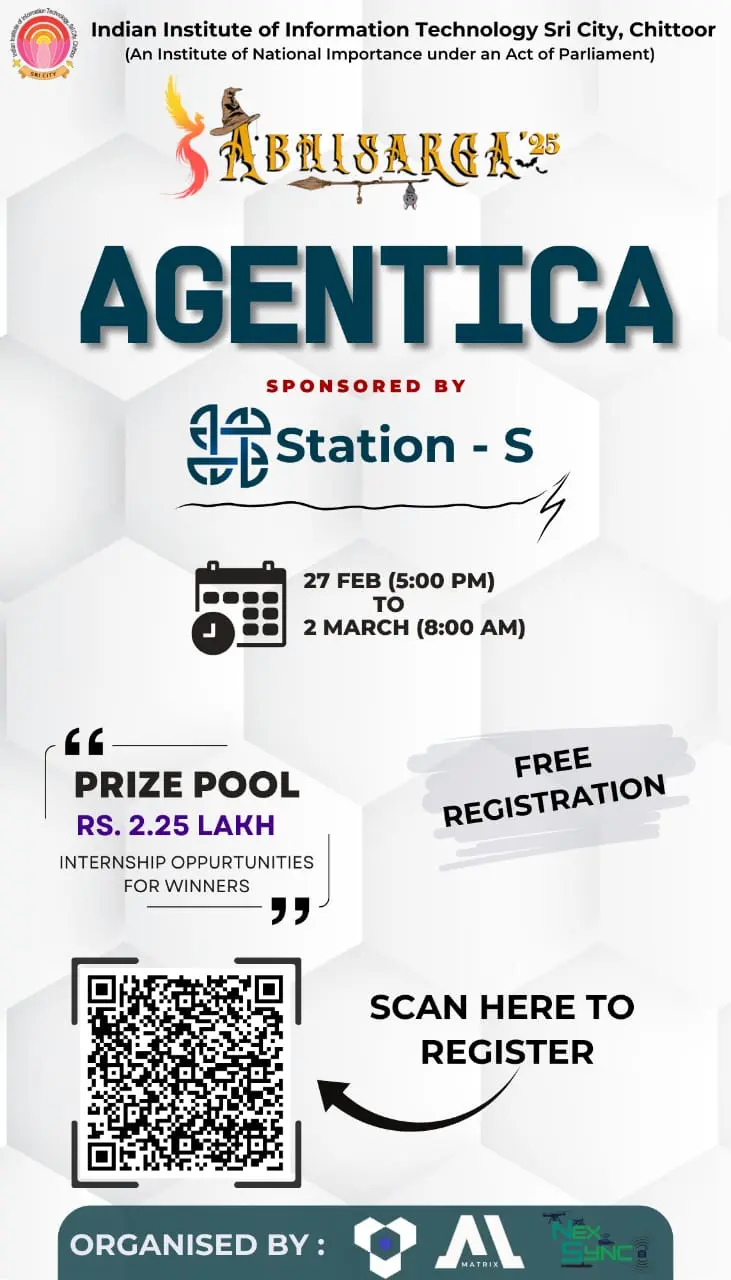 Indian Institute of Information Technology Sri City, Chittoor
(An Institute of National Importance under an Act of Parliament)
SRI CITY
ABHISARGA'25
AGENTICA
SPONSORED BY
Station - S
27 FEB (5:00 PM)
TO
2 MARCH (8:00 AM)
PRIZE POOL
RS. 2.25 LAKH
INTERNSHIP OPPURTUNITIES
FOR WINNERS
FREE
REGISTRATION
SCAN HERE TO
REGISTER
ORGANISED BY :
MATRIX
NEX
SYNC